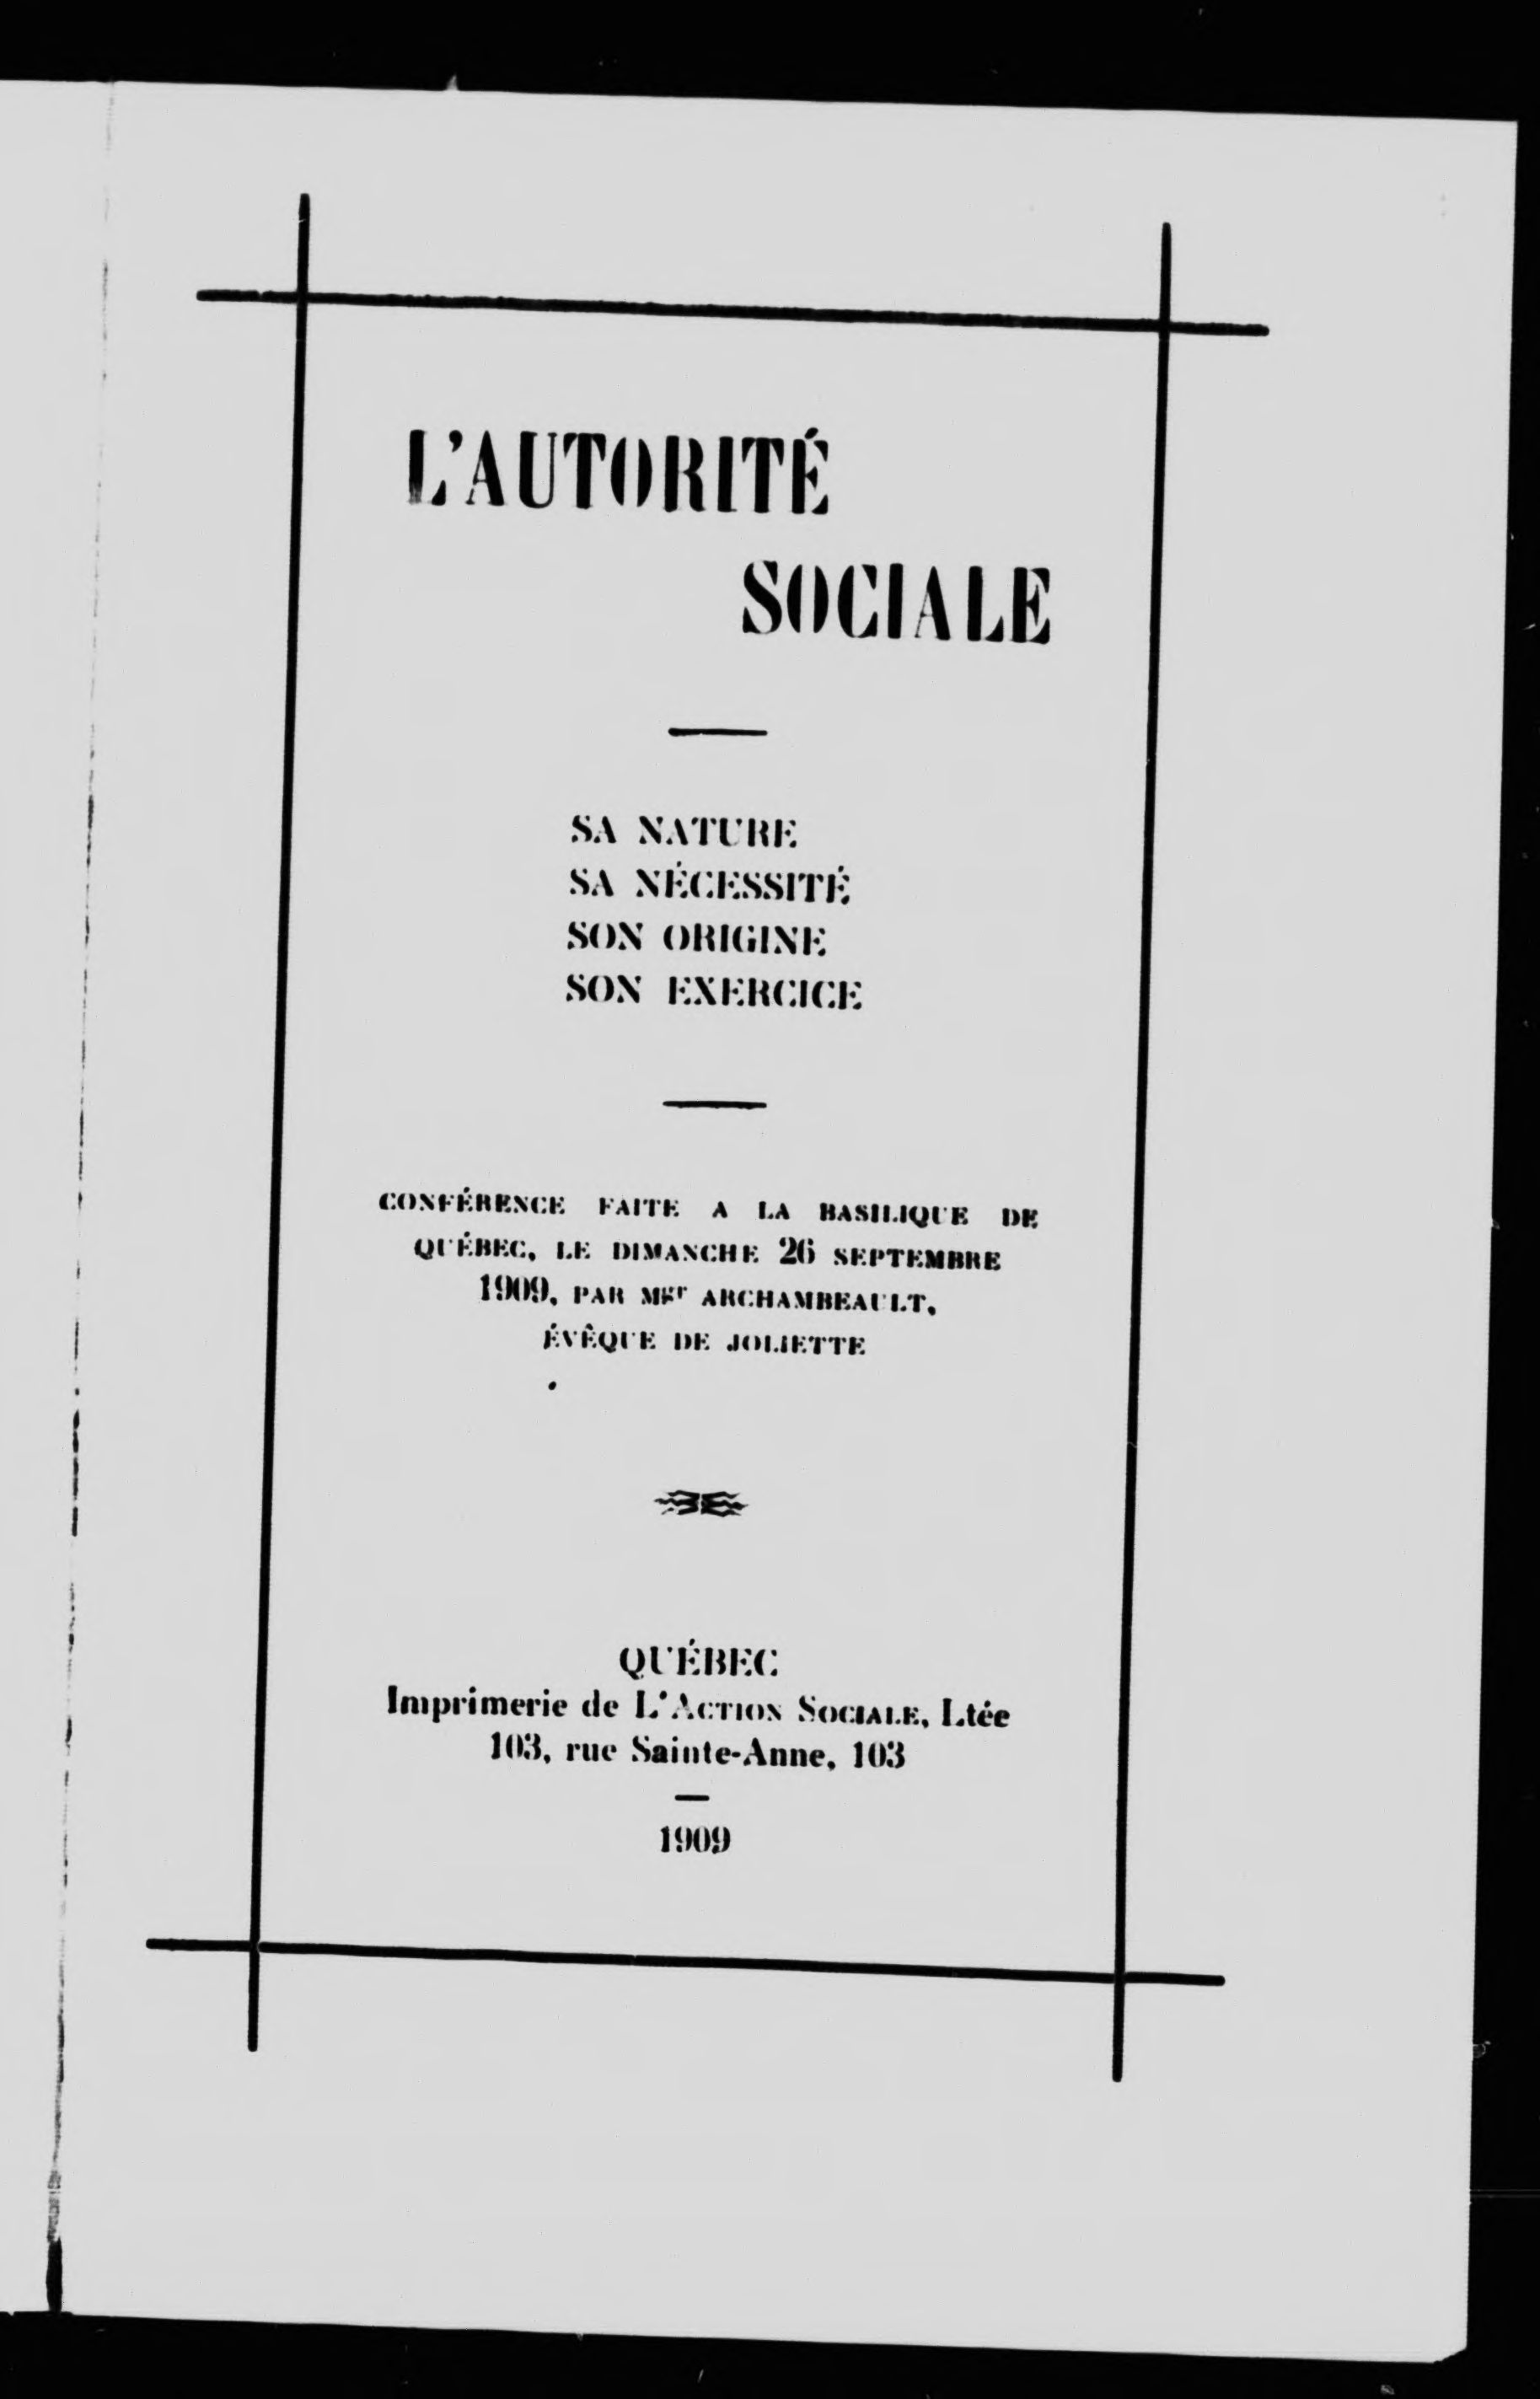 L'AUTORITÉ
SOCIALE
SA NATURE
SA NÉCESSITÉ
SON ORIGINE
SON EXERCICE
CONFÉRENCE FAITE A LA BASILIQUE DE
QUÉBEC, LE DIMANCHE 26 SEPTEMBRE
1909, PAR Mgr ARCHAMBEAULT,
ÉVÊQUE DE JOLIETTE
QUÉBEC
Imprimerie de L'ACTION SOCIALE, Ltée
103, rue Sainte-Anne, 103
1909